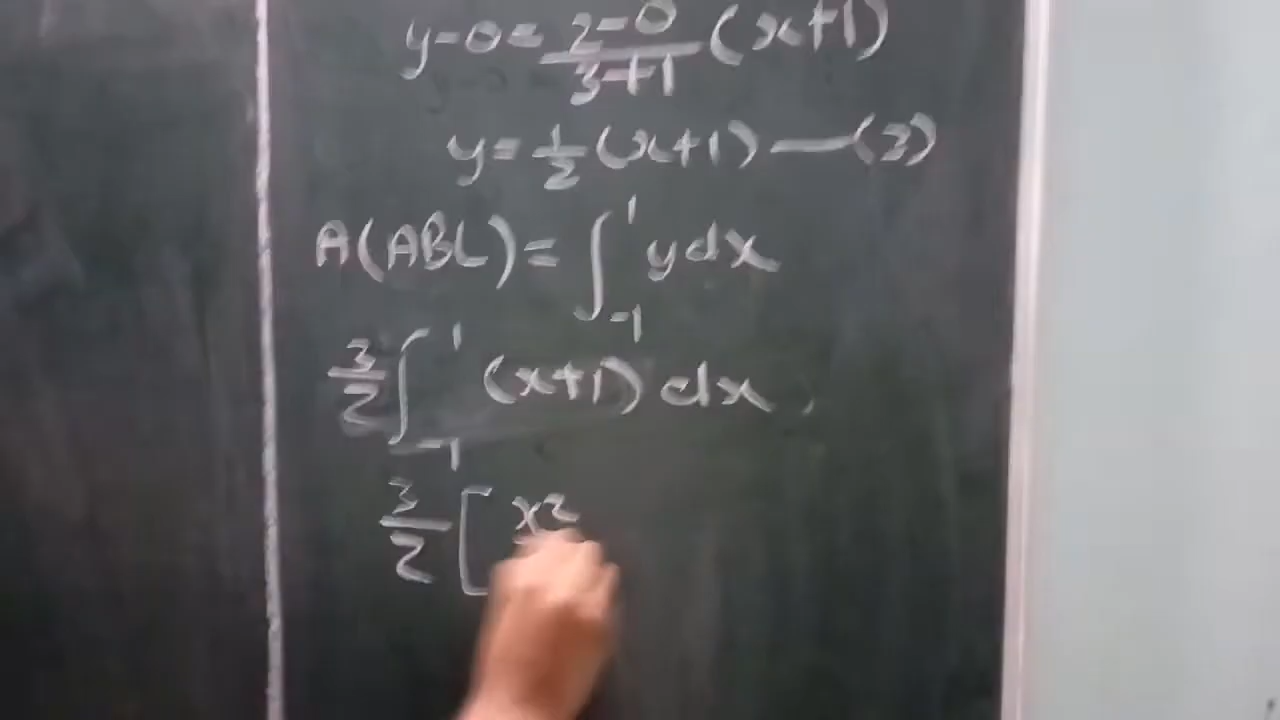 y-0 = 2-0/3+1 (x+1)
y = 1/2 (x+1) — (3)
A(ABL) = ∫_{-1}^{1} y dx
3/2 ∫_{-1}^{1} (x+1) dx
3/2 [ x²